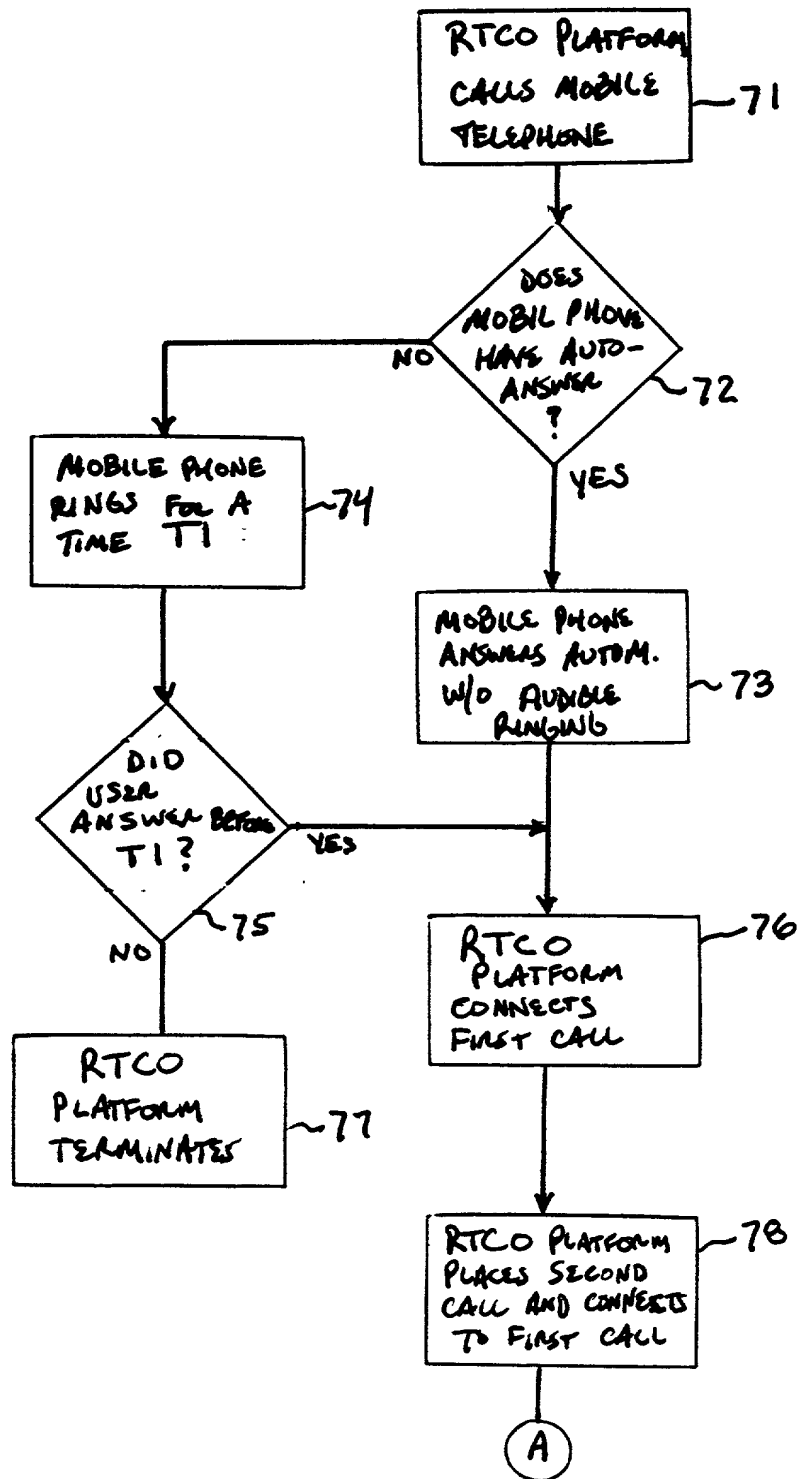 RTCO PLATFORM
CALLS MOBILE
TELEPHONE
71
DOES
MOBIL PHONE
HAVE AUTO-
ANSWER
?
72
NO
YES
MOBILE PHONE
RINGS FOR A
TIME T1
74
MOBILE PHONE
ANSWERS AUTOM.
W/O AUDIBLE
RINGING
73
DID
USER
ANSWER BEFORE
T1?
75
YES
NO
RTCO
PLATFORM
CONNECTS
FIRST CALL
76
RTCO
PLATFORM
TERMINATES
77
RTCO PLATFORM
PLACES SECOND
CALL AND CONNECTS
TO FIRST CALL
78
A